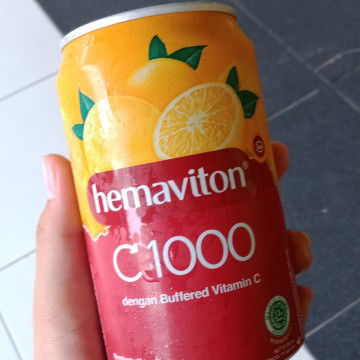 hemaviton®
C1000
dengan Buffered Vitamin C